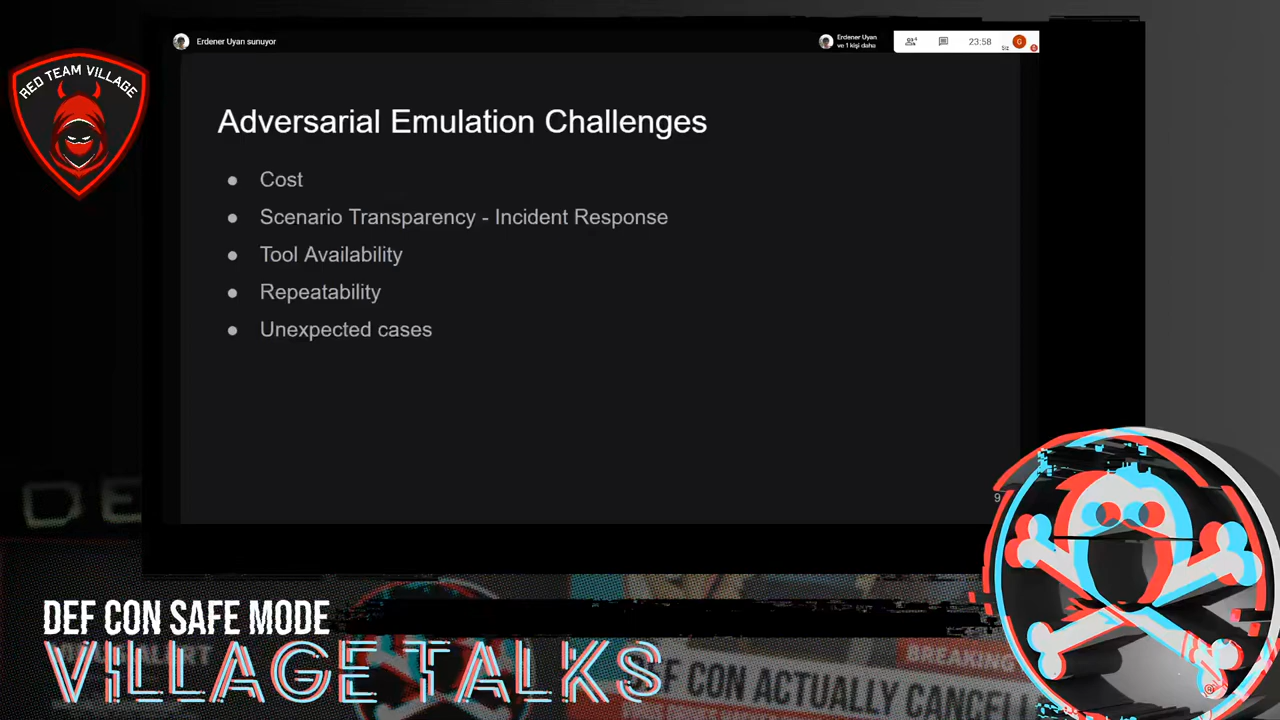 Erdener Uyan sunuyor
Erdener Uyan
ve 1 kişi daha
23:58
Siz
G
RED TEAM VILLAGE
Adversarial Emulation Challenges
● Cost
● Scenario Transparency - Incident Response
● Tool Availability
● Repeatability
● Unexpected cases
9
DEF CON SAFE MODE
VILLAGE TALKS
BREAKING
DEF CON ACTUALLY